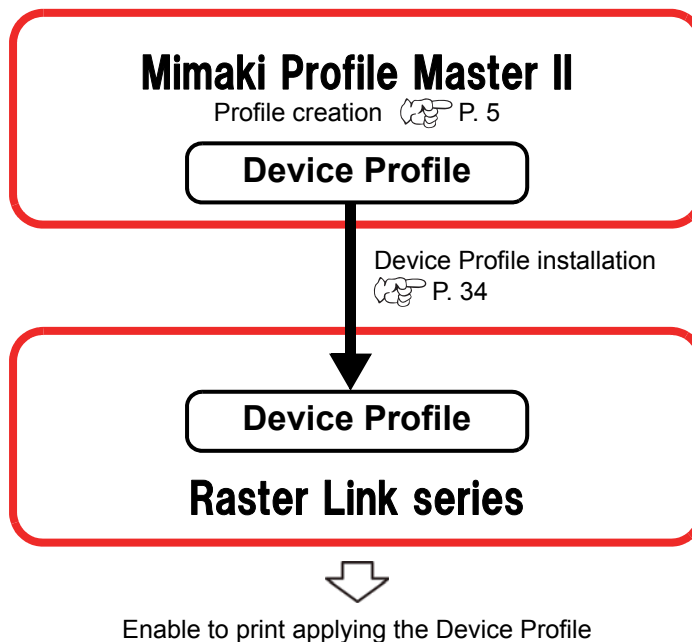 Mimaki Profile Master II
Profile creation P. 5
Device Profile
Device Profile installation
P. 34
Device Profile
Raster Link series
Enable to print applying the Device Profile